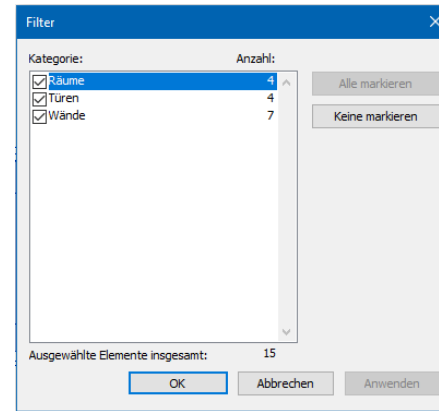 Filter
Kategorie: Anzahl:
Räume 4
Türen 4
Wände 7
Alle markieren
Keine markieren
Ausgewählte Elemente insgesamt: 15
OK Abbrechen Anwenden